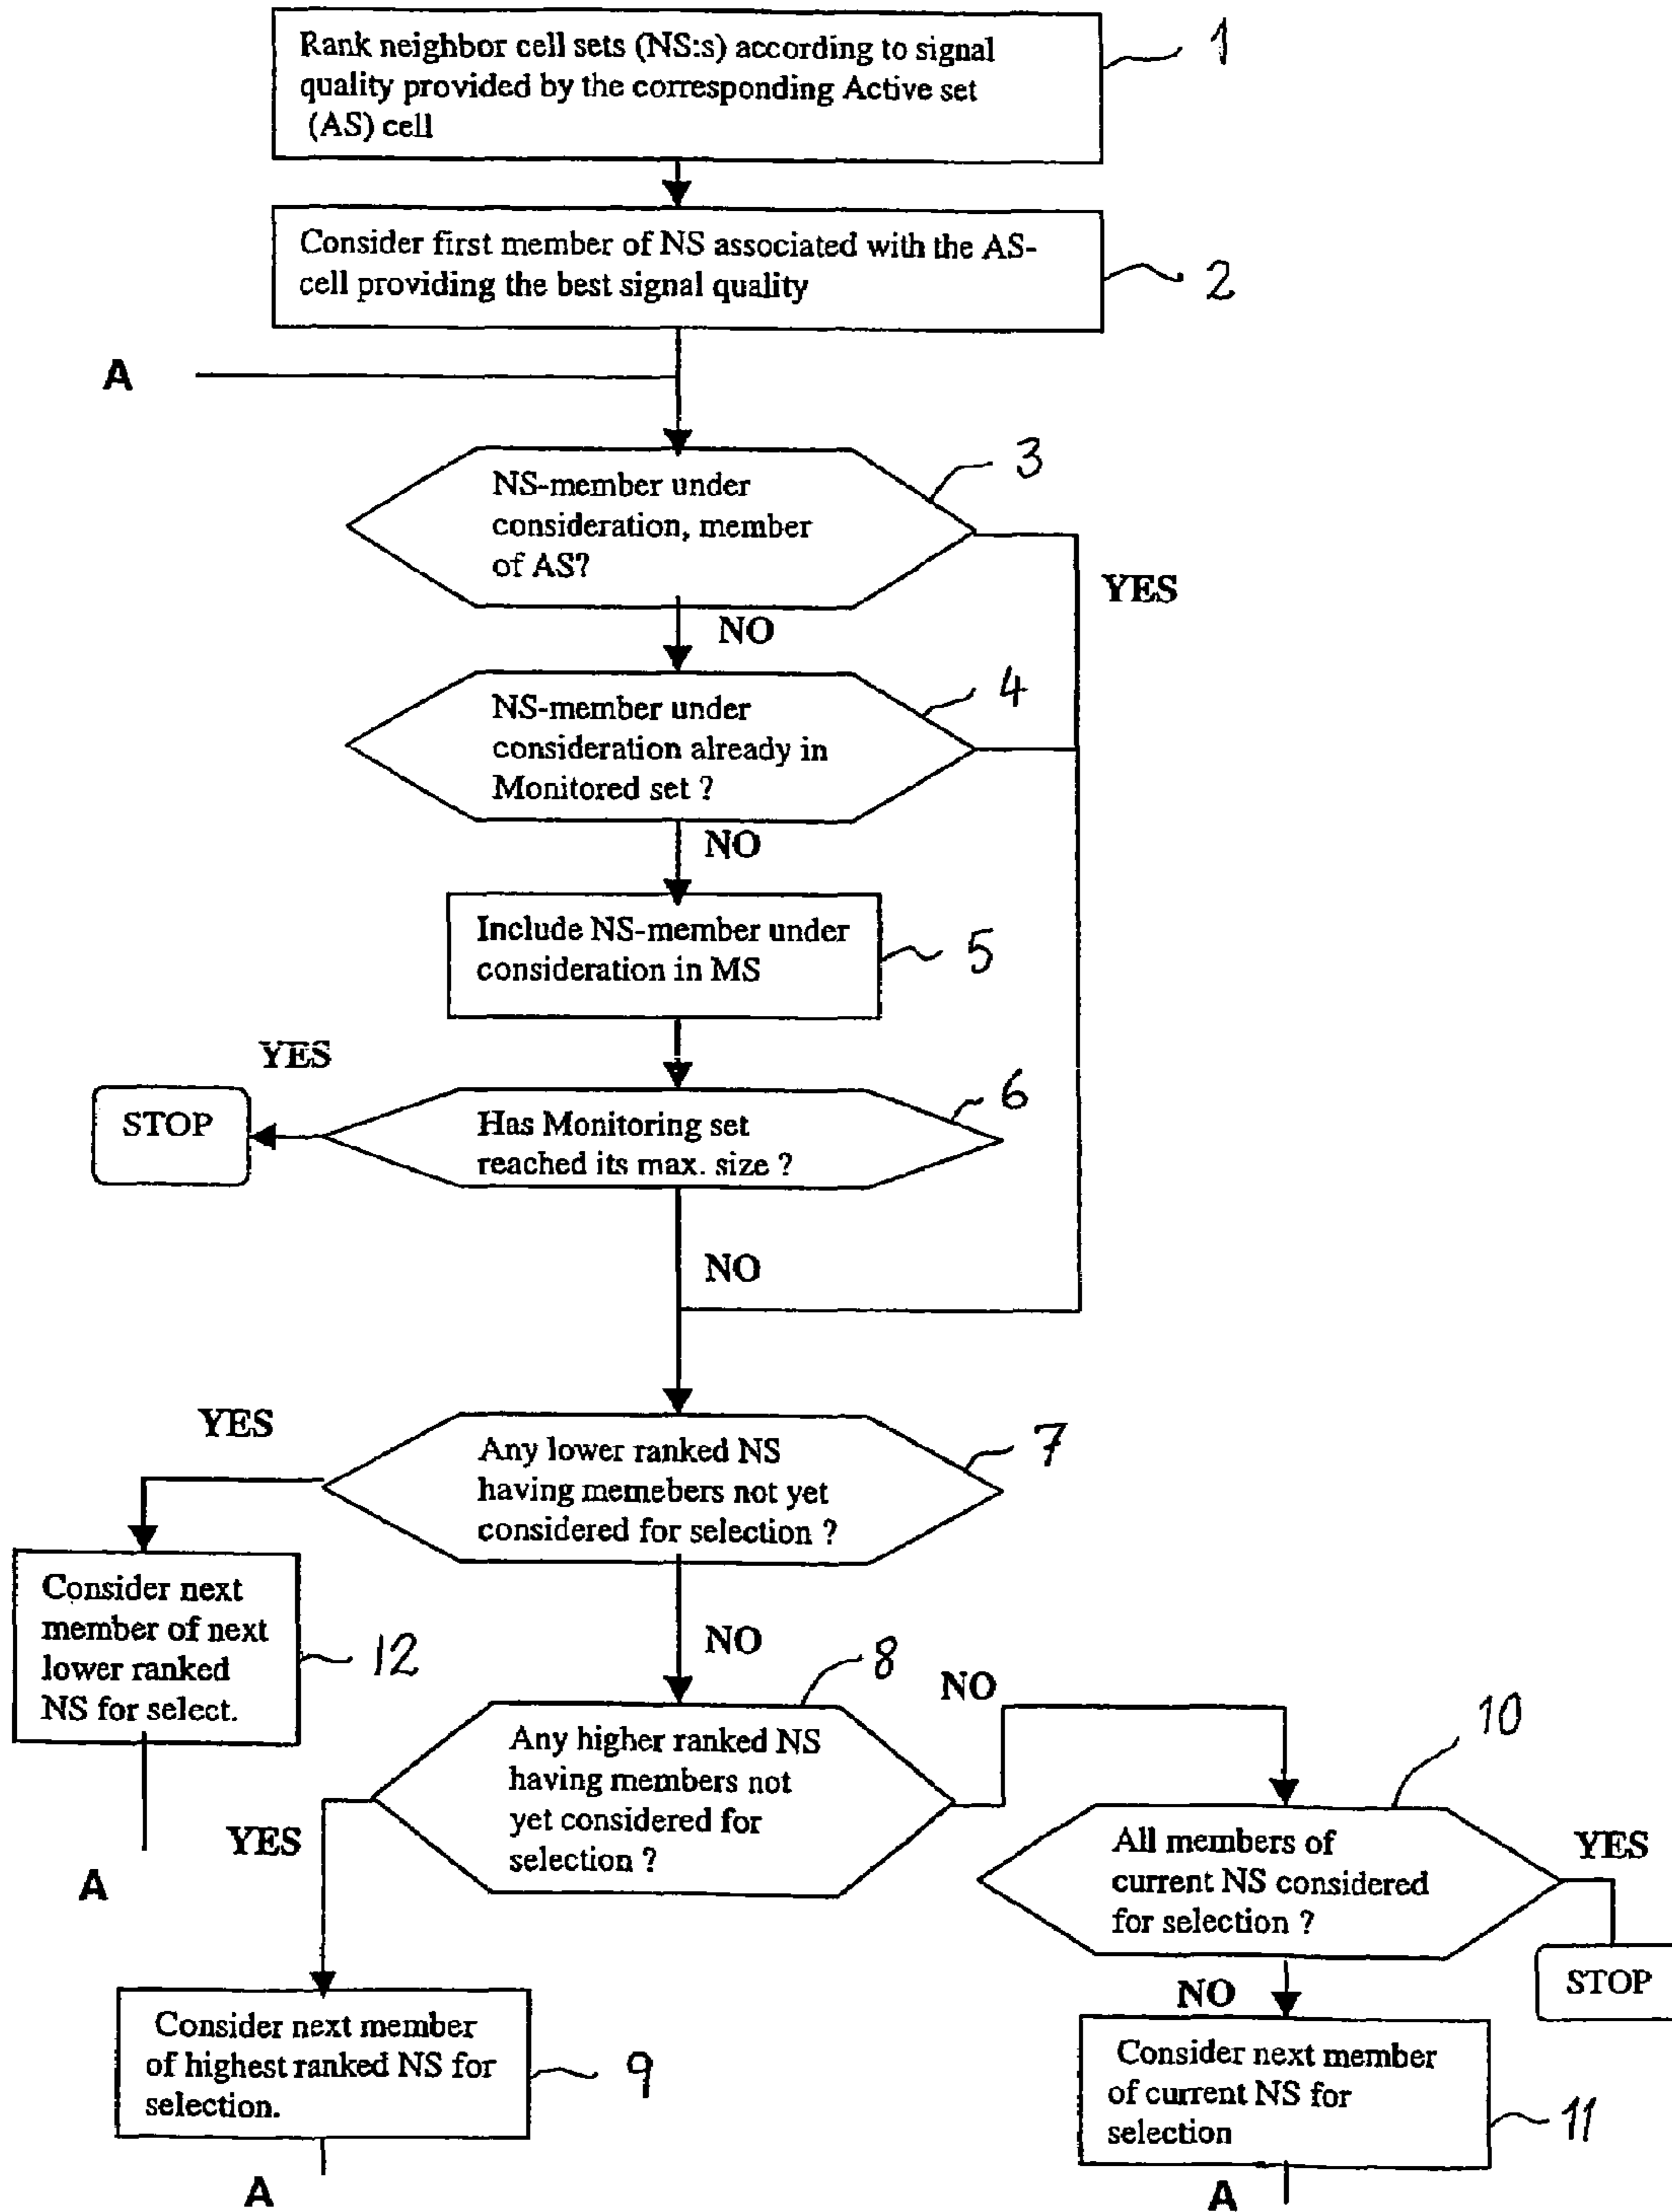 Rank neighbor cell sets (NS:s) according to signal
quality provided by the corresponding Active set
(AS) cell
1
Consider first member of NS associated with the AS-
cell providing the best signal quality
2
A
NS-member under
consideration, member
of AS?
3
YES
NO
NS-member under
consideration already in
Monitored set ?
4
NO
Include NS-member under
consideration in MS
5
YES
STOP
Has Monitoring set
reached its max. size ?
6
NO
YES
Any lower ranked NS
having memebers not yet
considered for selection ?
7
Consider next
member of next
lower ranked
NS for select.
12
A
NO
Any higher ranked NS
having members not
yet considered for
selection ?
8
NO
YES
All members of
current NS considered
for selection ?
10
YES
STOP
Consider next member
of highest ranked NS for
selection.
9
A
NO
Consider next member
of current NS for
selection
11
A